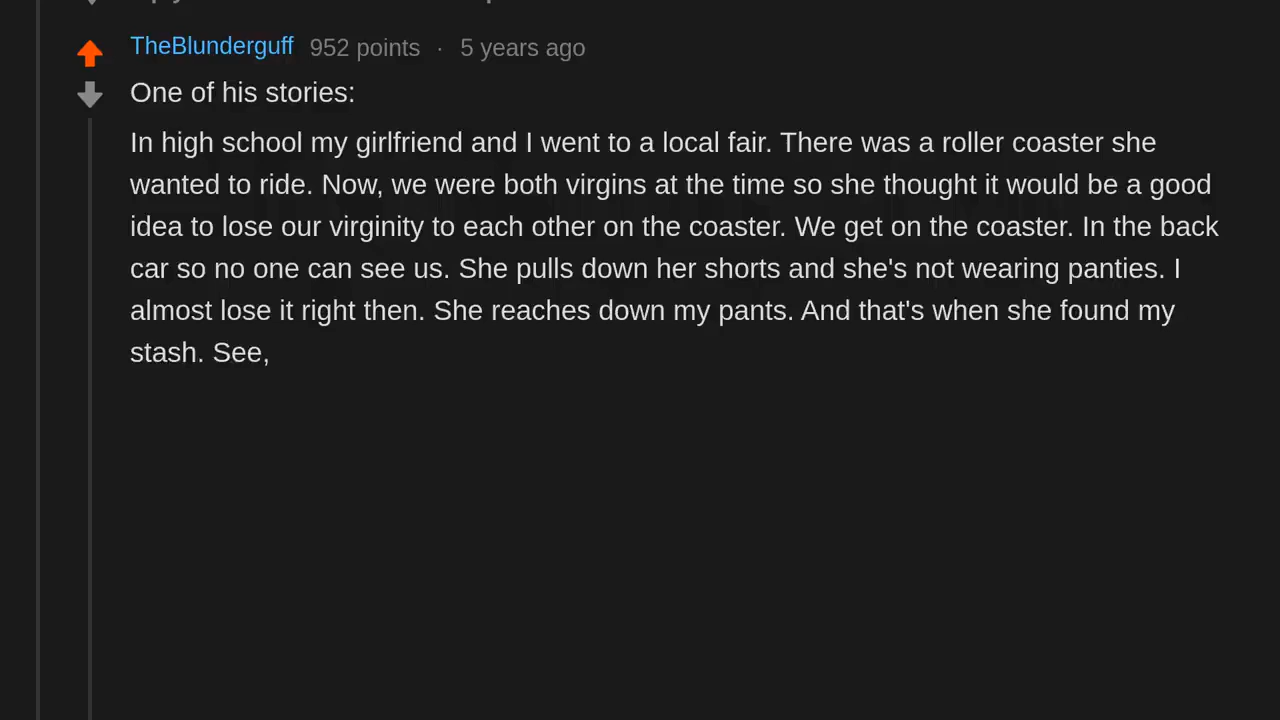 TheBlunderguff 952 points · 5 years ago
One of his stories:
In high school my girlfriend and I went to a local fair. There was a roller coaster she
wanted to ride. Now, we were both virgins at the time so she thought it would be a good
idea to lose our virginity to each other on the coaster. We get on the coaster. In the back
car so no one can see us. She pulls down her shorts and she's not wearing panties. I
almost lose it right then. She reaches down my pants. And that's when she found my
stash. See,